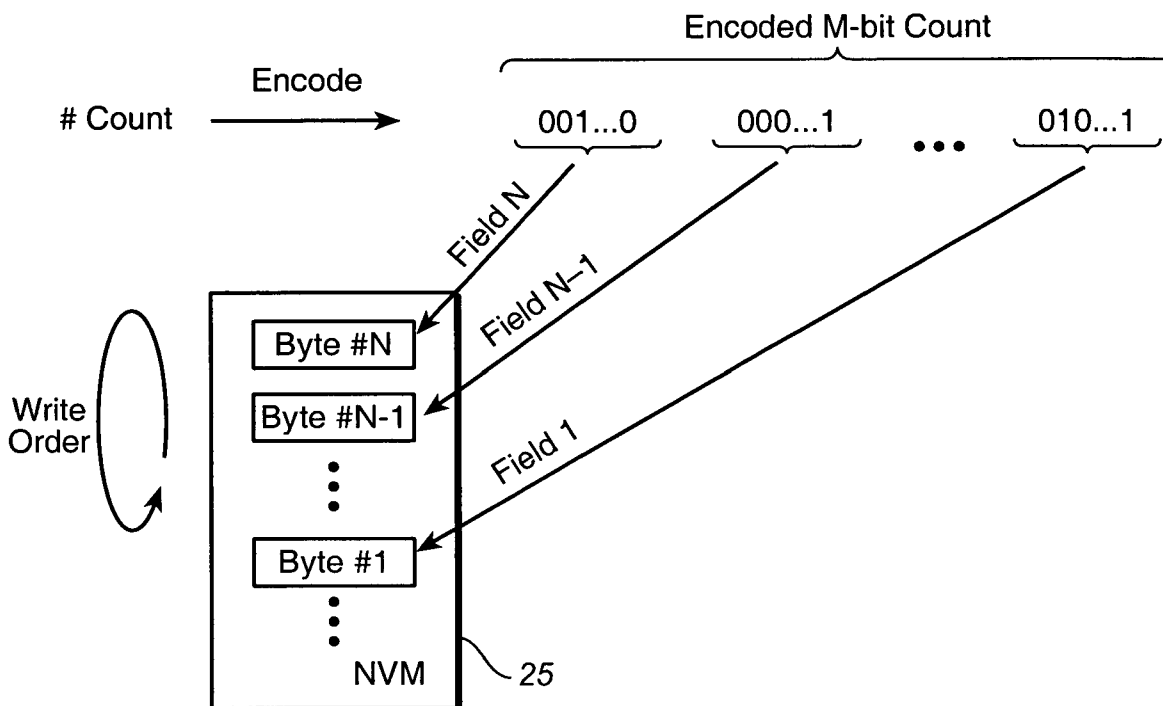 Encoded M-bit Count
Encode
# Count
001...0 000...1 ... 010...1
Field N
Field N–1
Field 1
Byte #N
Byte #N-1
Write
Order
Byte #1
NVM
25